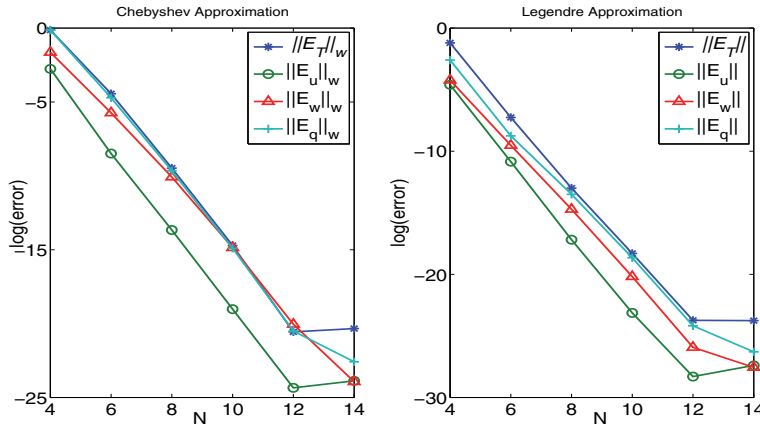 Chebyshev Approximation
0
-5
-15
-25
log(error)
4
6
8
10
12
14
N
||E_T||_w
||E_u||_w
||E_w||_w
||E_q||_w
Legendre Approximation
0
-10
-20
-30
log(error)
4
6
8
10
12
14
N
||E_T||
||E_u||
||E_w||
||E_q||